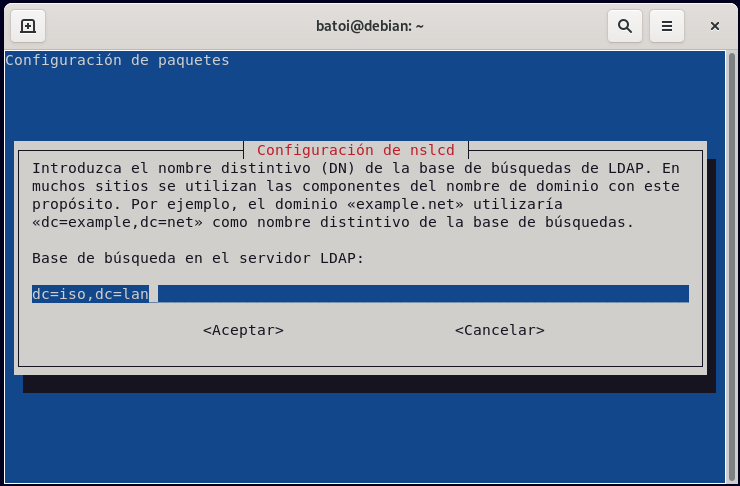 batoi@debian: ~
Configuración de paquetes
Configuración de nslcd
Introduzca el nombre distintivo (DN) de la base de búsquedas de LDAP. En
muchos sitios se utilizan las componentes del nombre de dominio con este
propósito. Por ejemplo, el dominio «example.net» utilizaría
«dc=example,dc=net» como nombre distintivo de la base de búsquedas.
Base de búsqueda en el servidor LDAP:
dc=iso,dc=lan
<Aceptar> <Cancelar>